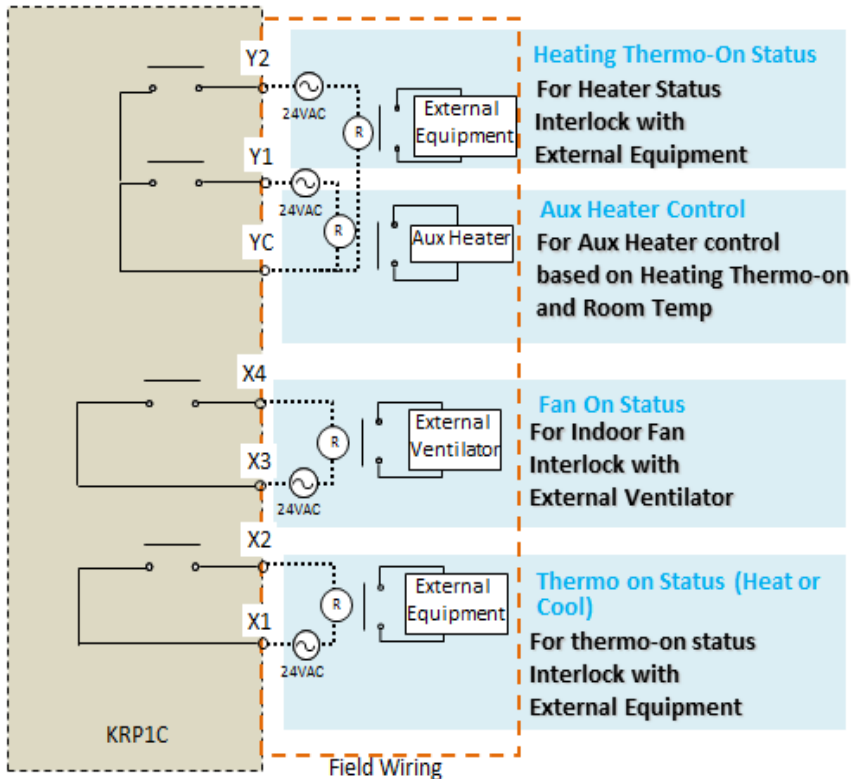 Y2
24VAC
R
External
Equipment
Heating Thermo-On Status
For Heater Status
Interlock with
External Equipment
Y1
24VAC
R
YC
Aux Heater
Aux Heater Control
For Aux Heater control
based on Heating Thermo-on
and Room Temp
X4
R
External
Ventilator
X3
24VAC
Fan On Status
For Indoor Fan
Interlock with
External Ventilator
X2
R
External
Equipment
X1
24VAC
Thermo on Status (Heat or
Cool)
For thermo-on status
Interlock with
External Equipment
KRP1C
Field Wiring